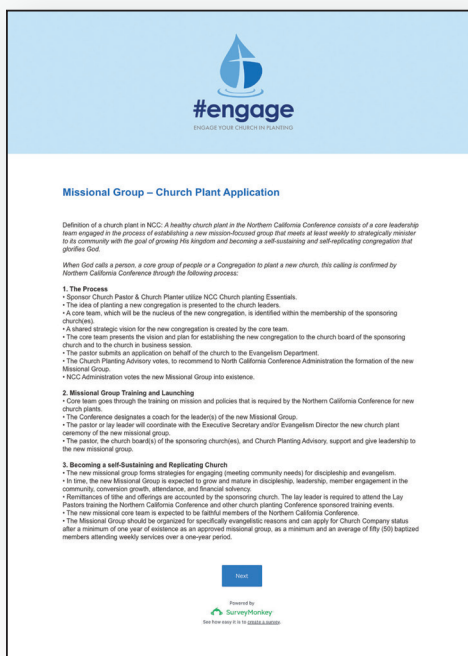 #engage
ENGAGE YOUR CHURCH IN PLANTING
Missional Group – Church Plant Application
Definition of a church plant in NCC: A healthy church plant in the Northern California Conference consists of a core leadership
team engaged in the process of establishing a new mission-focused group that meets at least weekly to strategically minister
to its community with the goal of growing His kingdom and becoming a self-sustaining and self-replicating congregation that
glorifies God.
When God calls a person, a core group of people or a Congregation to plant a new church, this calling is confirmed by
Northern California Conference through the following process:
1. The Process
• Sponsor Church Pastor & Church Planter utilize NCC Church planting Essentials.
• The idea of planting a new congregation is presented to the church leaders.
• A core team, which will be the nucleus of the new congregation, is identified within the membership of the sponsoring
church(es).
• A shared strategic vision for the new congregation is created by the core team.
• The core team presents the vision and plan for establishing the new congregation to the church board of the sponsoring
church and to the church in business session.
• The pastor submits an application on behalf of the church to the Evangelism Department.
• The Church Planting Advisory votes, to recommend to North California Conference Administration the formation of the new
Missional Group.
• NCC Administration votes the new Missional Group into existence.
2. Missional Group Training and Launching
• Core team goes through the training on mission and policies that is required by the Northern California Conference for new
church plants.
• The Conference designates a coach for the leader(s) of the new Missional Group.
• The pastor or lay leader will coordinate with the Executive Secretary and/or Evangelism Director the new church plant
ceremony of the new missional group.
• The pastor, the church board(s) of the sponsoring church(es), and Church Planting Advisory, support and give leadership to
the new missional group.
3. Becoming a self-Sustaining and Replicating Church
• The new missional group forms strategies for engaging (meeting community needs) for discipleship and evangelism.
• In time, the new Missional Group is expected to grow and mature in discipleship, leadership, member engagement in the
community, conversion growth, attendance, and financial solvency.
• Remittances of tithe and offerings are accounted by the sponsoring church. The lay leader is required to attend the Lay
Pastors training the Northern California Conference and other church planting Conference sponsored training events.
• The new missional core team is expected to be faithful members of the Northern California Conference.
• The Missional Group should be organized for specifically evangelistic reasons and can apply for Church Company status
after a minimum of one year of existence as an approved missional group, as a minimum and an average of fifty (50) baptized
members attending weekly services over a one-year period.
Next
Powered by
SurveyMonkey
See how easy it is to create a survey.